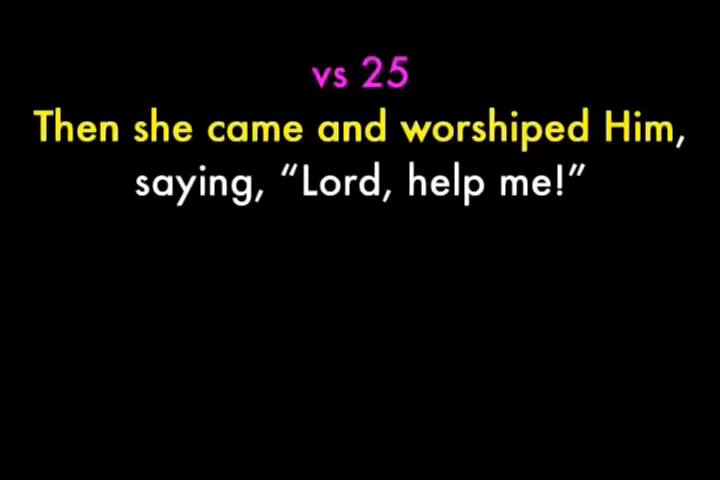 vs 25
Then she came and worshiped Him,
saying, “Lord, help me!”